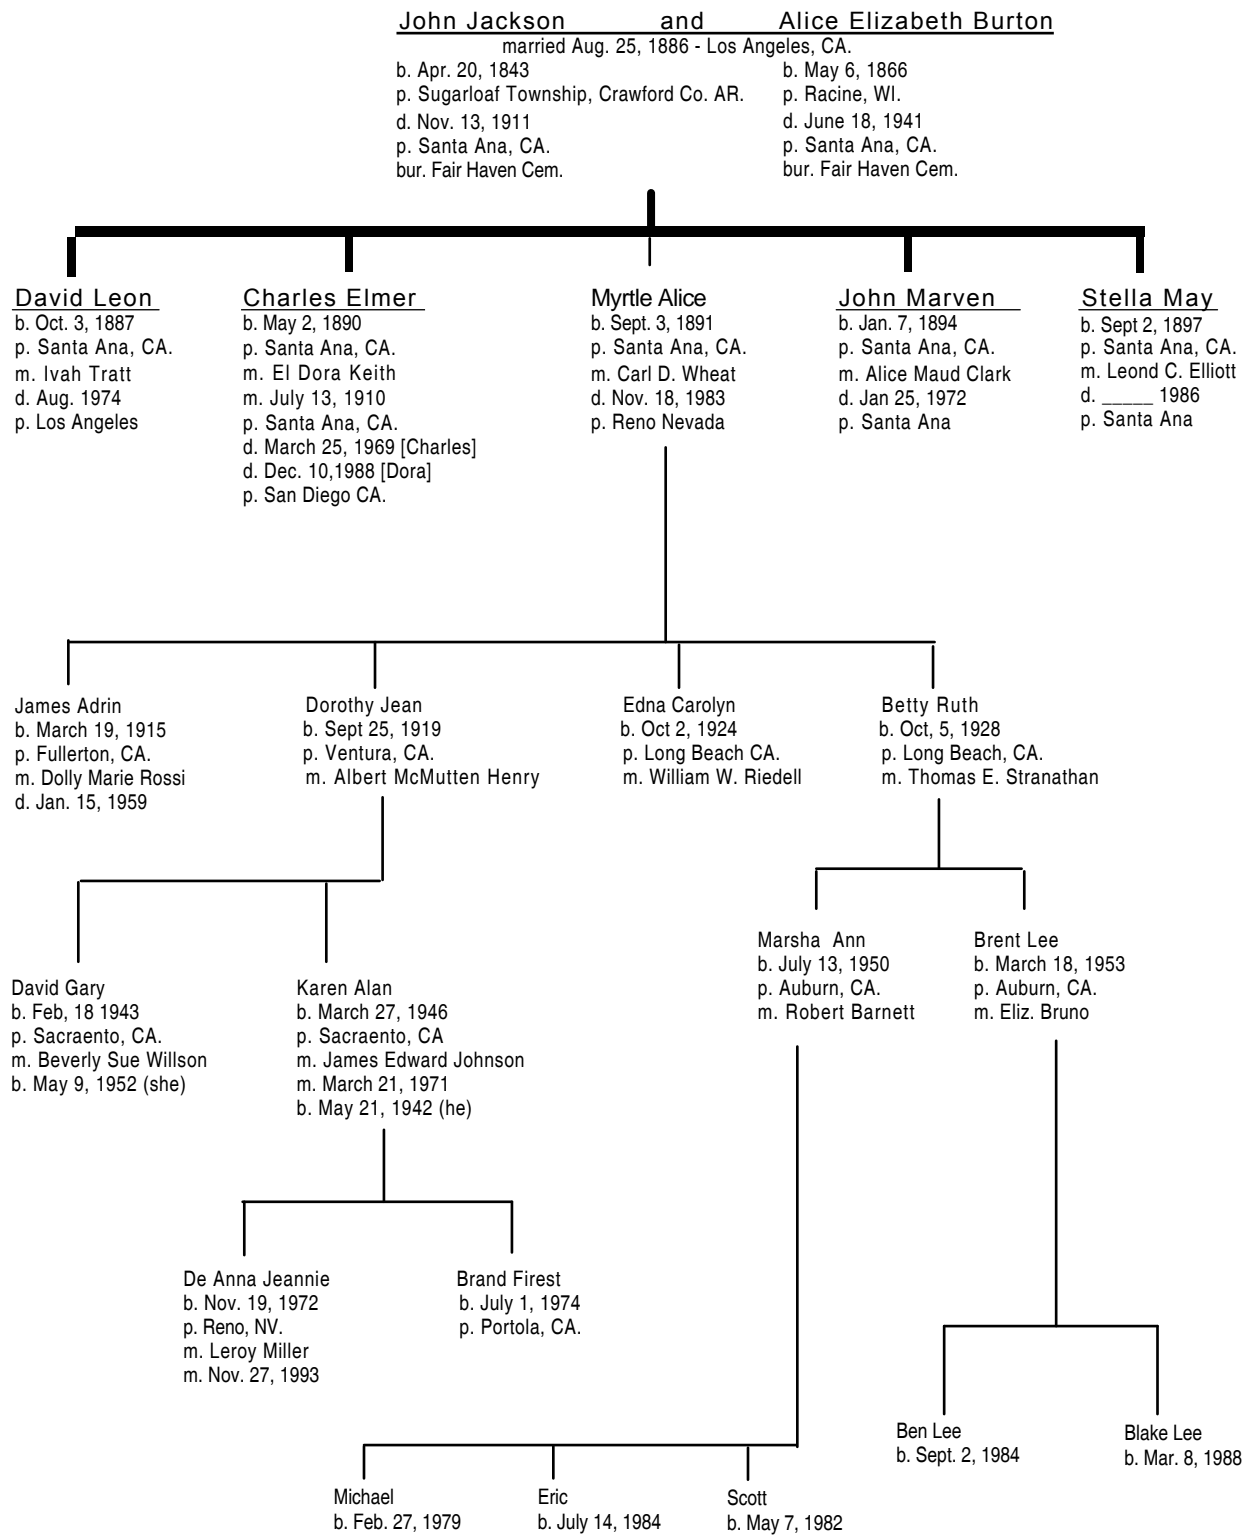 John Jackson and Alice Elizabeth Burton
married Aug. 25, 1886 - Los Angeles, CA.
b. Apr. 20, 1843
p. Sugarloaf Township, Crawford Co. AR.
d. Nov. 13, 1911
p. Santa Ana, CA.
bur. Fair Haven Cem.
b. May 6, 1866
p. Racine, WI.
d. June 18, 1941
p. Santa Ana, CA.
bur. Fair Haven Cem.
David Leon
b. Oct. 3, 1887
p. Santa Ana, CA.
m. Ivah Tratt
d. Aug. 1974
p. Los Angeles
Charles Elmer
b. May 2, 1890
p. Santa Ana, CA.
m. El Dora Keith
m. July 13, 1910
p. Santa Ana, CA.
d. March 25, 1969 [Charles]
d. Dec. 10,1988 [Dora]
p. San Diego CA.
Myrtle Alice
b. Sept. 3, 1891
p. Santa Ana, CA.
m. Carl D. Wheat
d. Nov. 18, 1983
p. Reno Nevada
John Marven
b. Jan. 7, 1894
p. Santa Ana, CA.
m. Alice Maud Clark
d. Jan 25, 1972
p. Santa Ana
Stella May
b. Sept 2, 1897
p. Santa Ana, CA.
m. Leond C. Elliott
d. _____ 1986
p. Santa Ana
James Adrin
b. March 19, 1915
p. Fullerton, CA.
m. Dolly Marie Rossi
d. Jan. 15, 1959
Dorothy Jean
b. Sept 25, 1919
p. Ventura, CA.
m. Albert McMutten Henry
Edna Carolyn
b. Oct 2, 1924
p. Long Beach CA.
m. William W. Riedell
Betty Ruth
b. Oct, 5, 1928
p. Long Beach, CA.
m. Thomas E. Stranathan
David Gary
b. Feb, 18 1943
p. Sacraento, CA.
m. Beverly Sue Willson
b. May 9, 1952 (she)
Karen Alan
b. March 27, 1946
p. Sacraento, CA
m. James Edward Johnson
m. March 21, 1971
b. May 21, 1942 (he)
Marsha Ann
b. July 13, 1950
p. Auburn, CA.
m. Robert Barnett
Brent Lee
b. March 18, 1953
p. Auburn, CA.
m. Eliz. Bruno
De Anna Jeannie
b. Nov. 19, 1972
p. Reno, NV.
m. Leroy Miller
m. Nov. 27, 1993
Brand Firest
b. July 1, 1974
p. Portola, CA.
Ben Lee
b. Sept. 2, 1984
Blake Lee
b. Mar. 8, 1988
Michael
b. Feb. 27, 1979
Eric
b. July 14, 1984
Scott
b. May 7, 1982